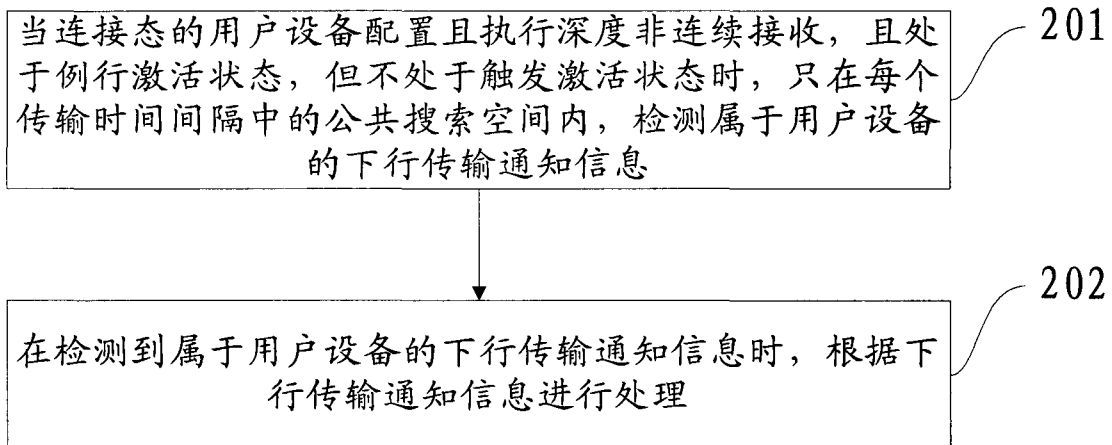 当连接态的用户设备配置且执行深度非连续接收，且处
于例行激活状态，但不处于触发激活状态时，只在每个
传输时间间隔中的公共搜索空间内，检测属于用户设备
的下行传输通知信息
201
在检测到属于用户设备的下行传输通知信息时，根据下
行传输通知信息进行处理
202